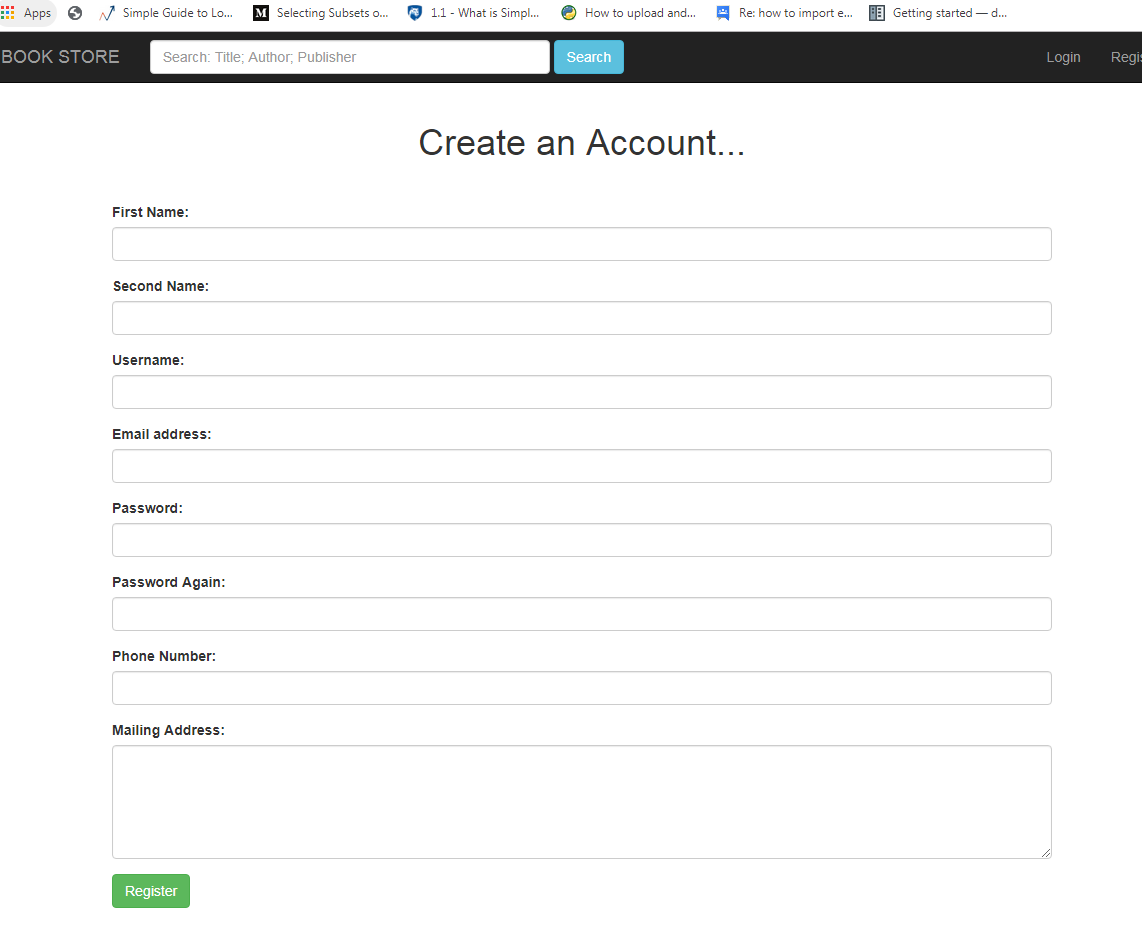 Apps Simple Guide to Lo... M Selecting Subsets o... 1.1 - What is Simpl... How to upload and... Re: how to import e... Getting started — d...
BOOK STORE Search: Title; Author; Publisher Search Login Regis
Create an Account...
First Name:
Second Name:
Username:
Email address:
Password:
Password Again:
Phone Number:
Mailing Address:
Register